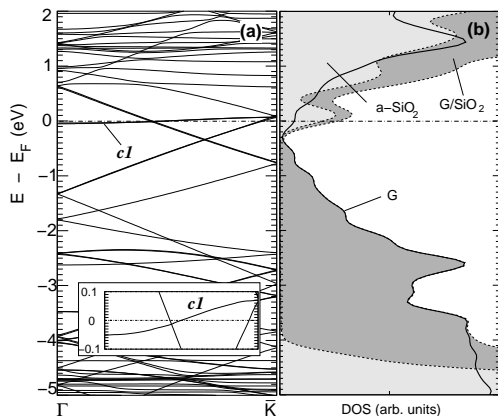 2
(a)
(b)
1
a−SiO2
G/SiO2
E − EF (eV)
0
c1
−1
G
−2
−3
0.1
c1
0
−0.1
−4
−5
Γ
K̅
DOS (arb. units)